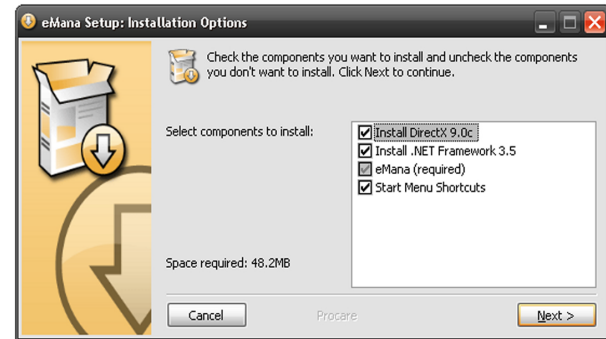 eMana Setup: Installation Options
Check the components you want to install and uncheck the components
you don't want to install. Click Next to continue.
Select components to install:
Install DirectX 9.0c
Install .NET Framework 3.5
eMana (required)
Start Menu Shortcuts
Space required: 48.2MB
Cancel
Procare
Next >